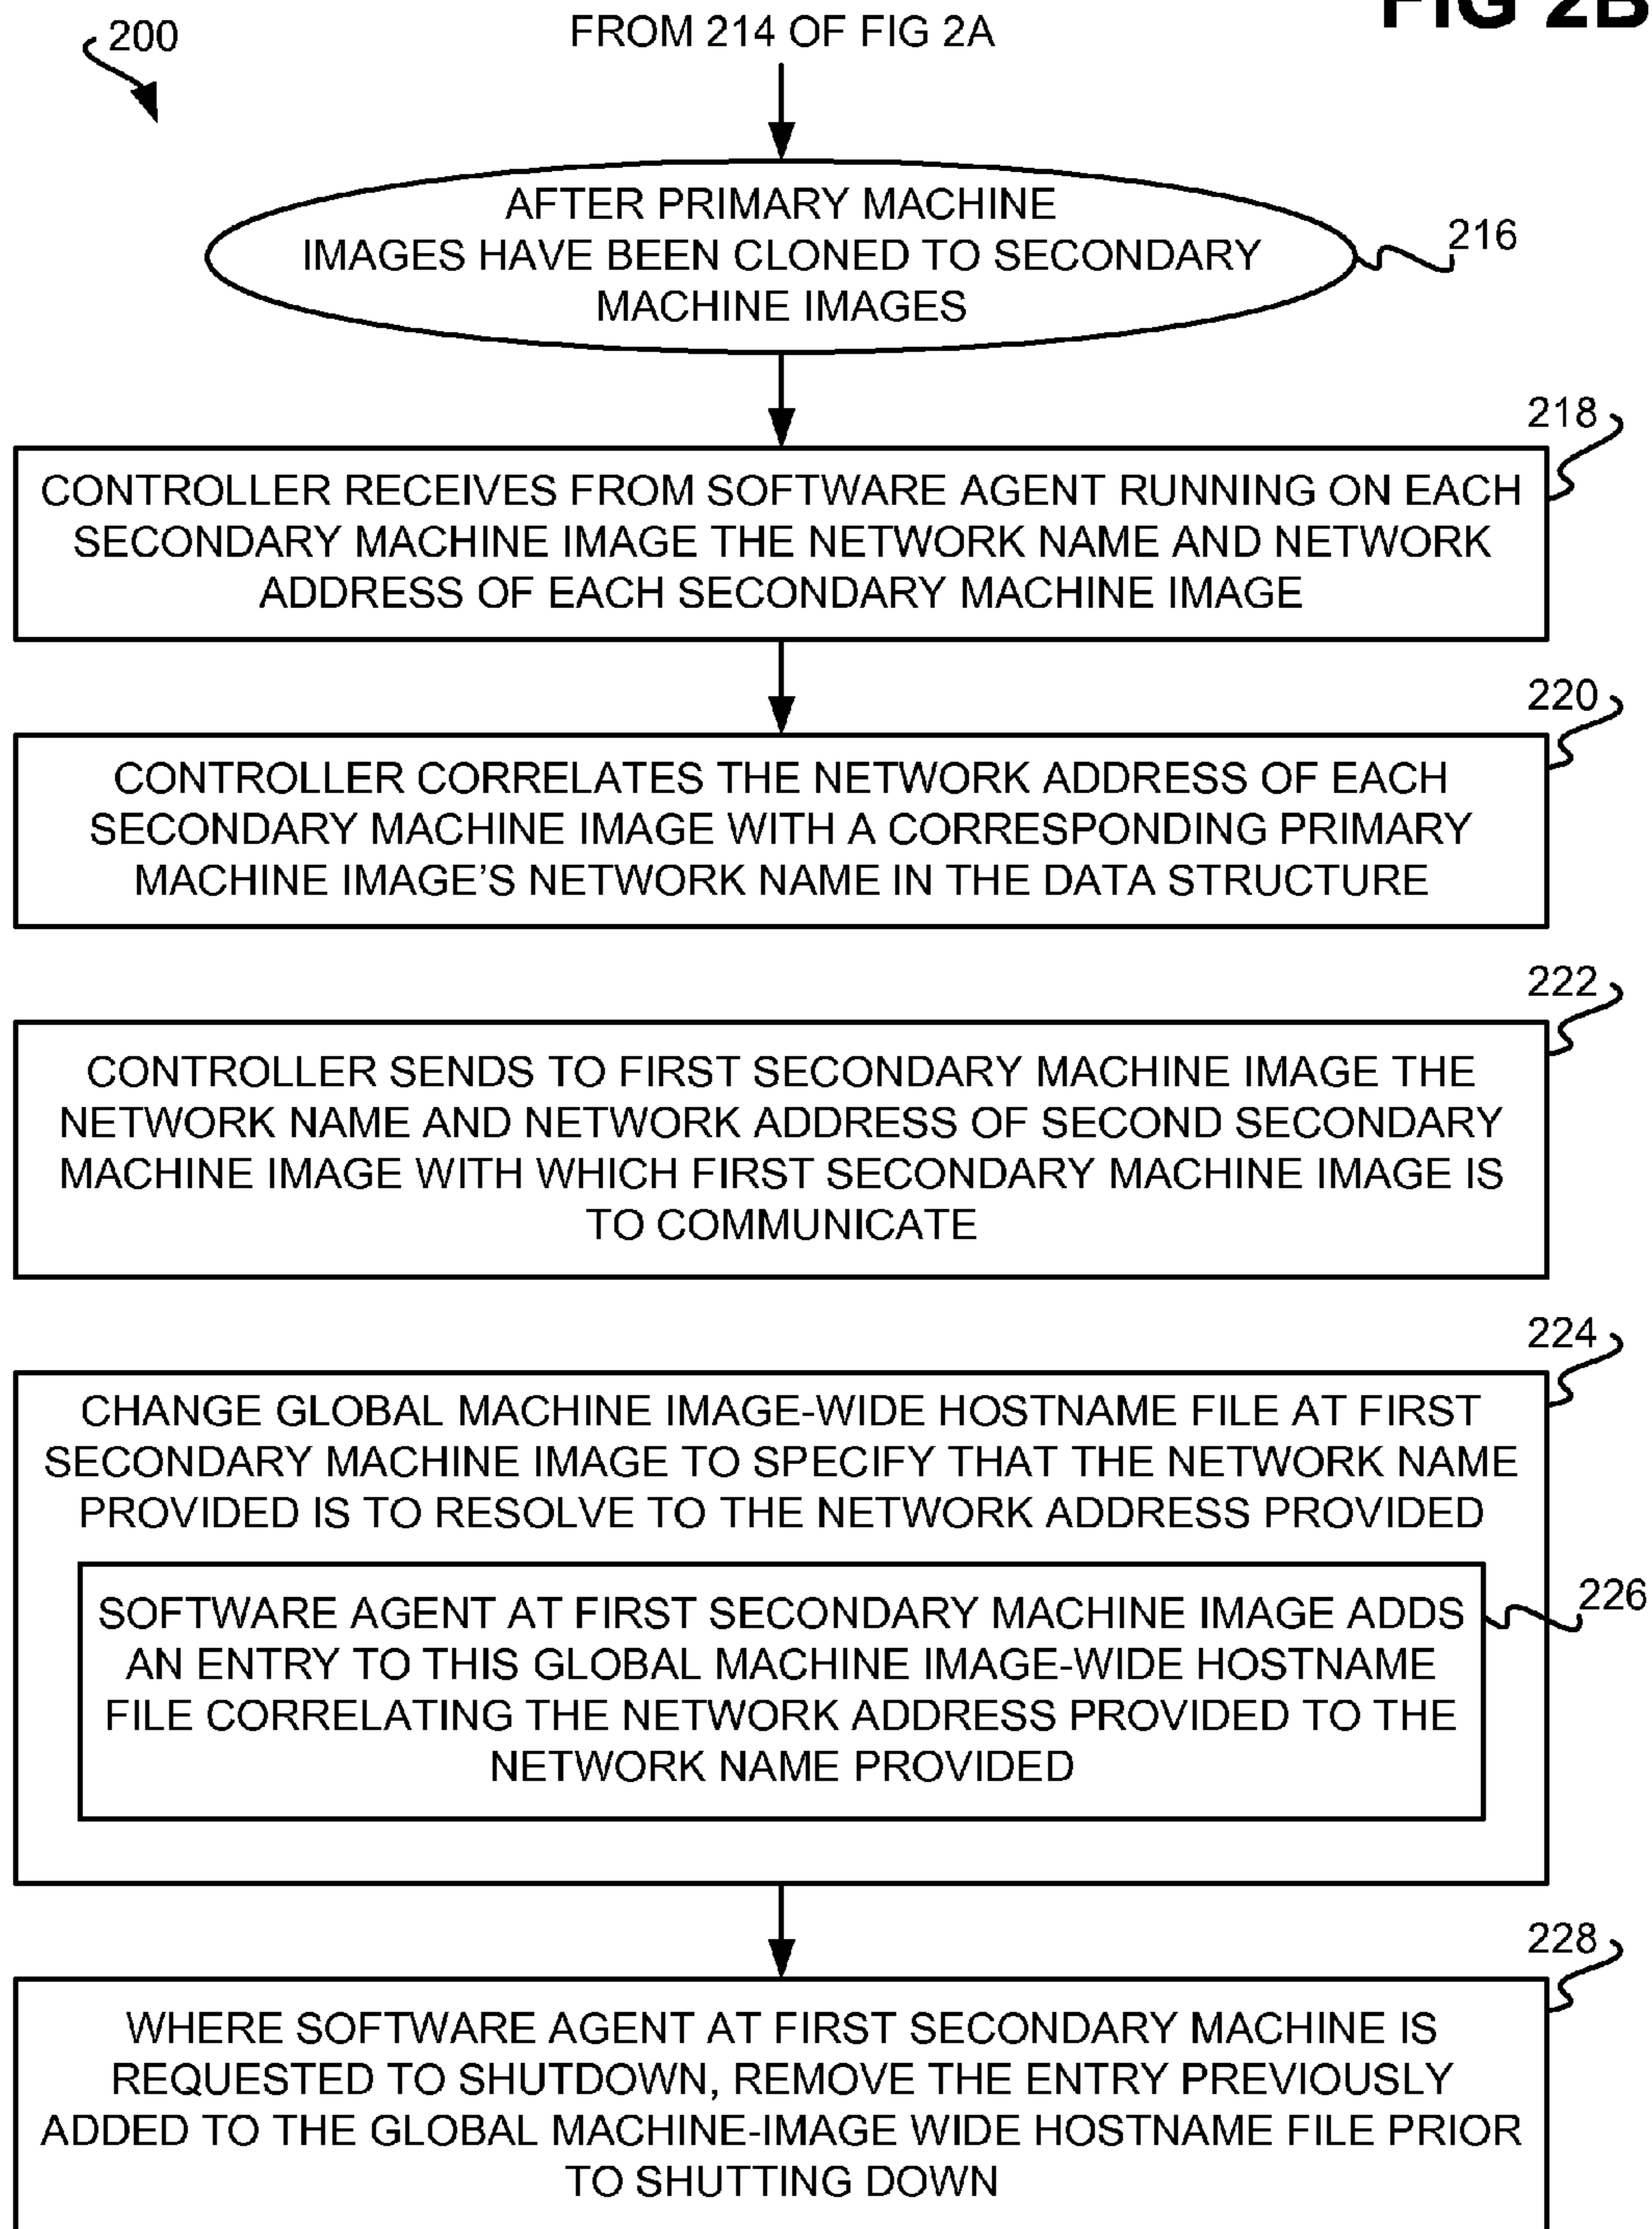 FIG 2B
200
FROM 214 OF FIG 2A
AFTER PRIMARY MACHINE
IMAGES HAVE BEEN CLONED TO SECONDARY
MACHINE IMAGES
216
218
CONTROLLER RECEIVES FROM SOFTWARE AGENT RUNNING ON EACH
SECONDARY MACHINE IMAGE THE NETWORK NAME AND NETWORK
ADDRESS OF EACH SECONDARY MACHINE IMAGE
220
CONTROLLER CORRELATES THE NETWORK ADDRESS OF EACH
SECONDARY MACHINE IMAGE WITH A CORRESPONDING PRIMARY
MACHINE IMAGE'S NETWORK NAME IN THE DATA STRUCTURE
222
CONTROLLER SENDS TO FIRST SECONDARY MACHINE IMAGE THE
NETWORK NAME AND NETWORK ADDRESS OF SECOND SECONDARY
MACHINE IMAGE WITH WHICH FIRST SECONDARY MACHINE IMAGE IS
TO COMMUNICATE
224
CHANGE GLOBAL MACHINE IMAGE-WIDE HOSTNAME FILE AT FIRST
SECONDARY MACHINE IMAGE TO SPECIFY THAT THE NETWORK NAME
PROVIDED IS TO RESOLVE TO THE NETWORK ADDRESS PROVIDED
226
SOFTWARE AGENT AT FIRST SECONDARY MACHINE IMAGE ADDS
AN ENTRY TO THIS GLOBAL MACHINE IMAGE-WIDE HOSTNAME
FILE CORRELATING THE NETWORK ADDRESS PROVIDED TO THE
NETWORK NAME PROVIDED
228
WHERE SOFTWARE AGENT AT FIRST SECONDARY MACHINE IS
REQUESTED TO SHUTDOWN, REMOVE THE ENTRY PREVIOUSLY
ADDED TO THE GLOBAL MACHINE-IMAGE WIDE HOSTNAME FILE PRIOR
TO SHUTTING DOWN